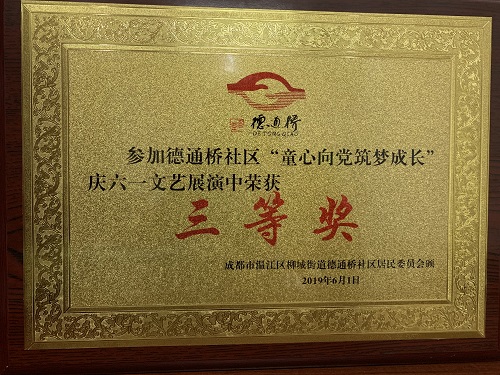 德通桥
DE TONG QIAO
参加德通桥社区“童心向党筑梦成长”
庆六一文艺展演中荣获
三等奖
成都市温江区柳城街道德通桥社区居民委员会颁
2019年6月1日